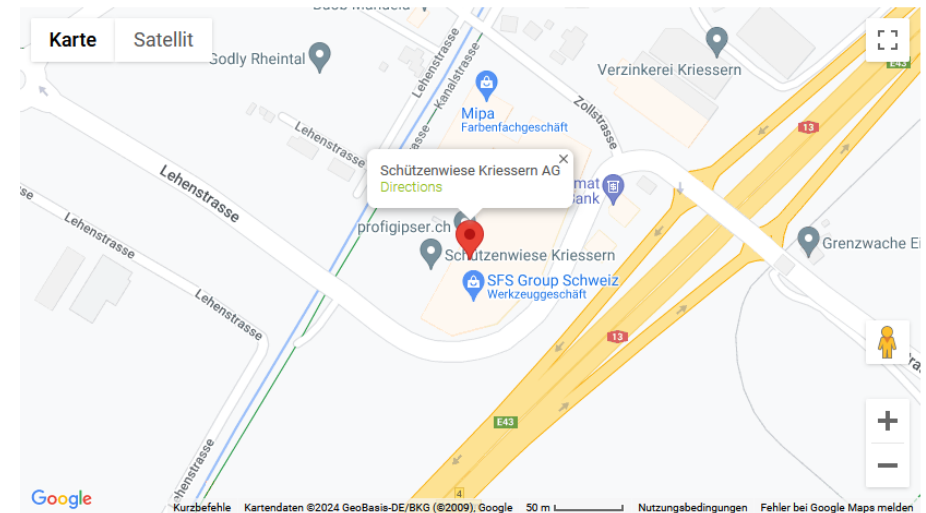 Karte
Satellit
Godly Rheintal
Lehenstrasse
Kanalstrasse
Verzinkerei Kriessern
E43
Mipa
Farbenfachgeschäft
Zollstrasse
13
Lehenstrasse
Schützenwiese Kriessern AG
Directions
Lehenstrasse
profigipser.ch
Lehenstrasse
Grenzwache
Schützenwiese Kriessern
SFS Group Schweiz
Werkzeuggeschäft
Lehenstrasse
13
E43
4
Google
Kurzbefehle
Kartendaten ©2024 GeoBasis-DE/BKG (©2009), Google
50 m
Nutzungsbedingungen
Fehler bei Google Maps melden